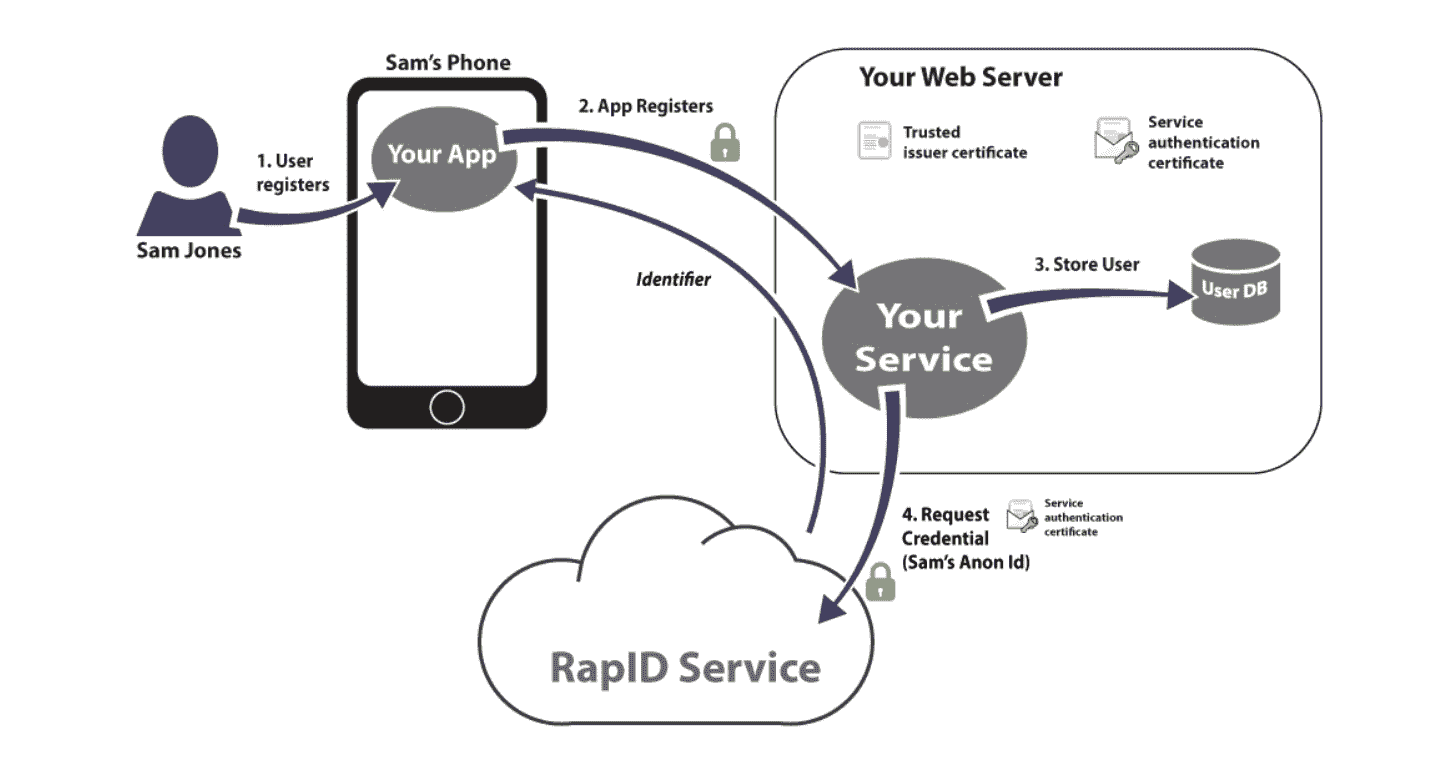 Sam's Phone
Your App
1. User
registers
Sam Jones
2. App Registers
Identifier
Your Web Server
Trusted
issuer certificate
Service
authentication
certificate
Your
Service
3. Store User
User DB
4. Request
Credential
(Sam's Anon Id)
Service
authentication
certificate
RapID Service